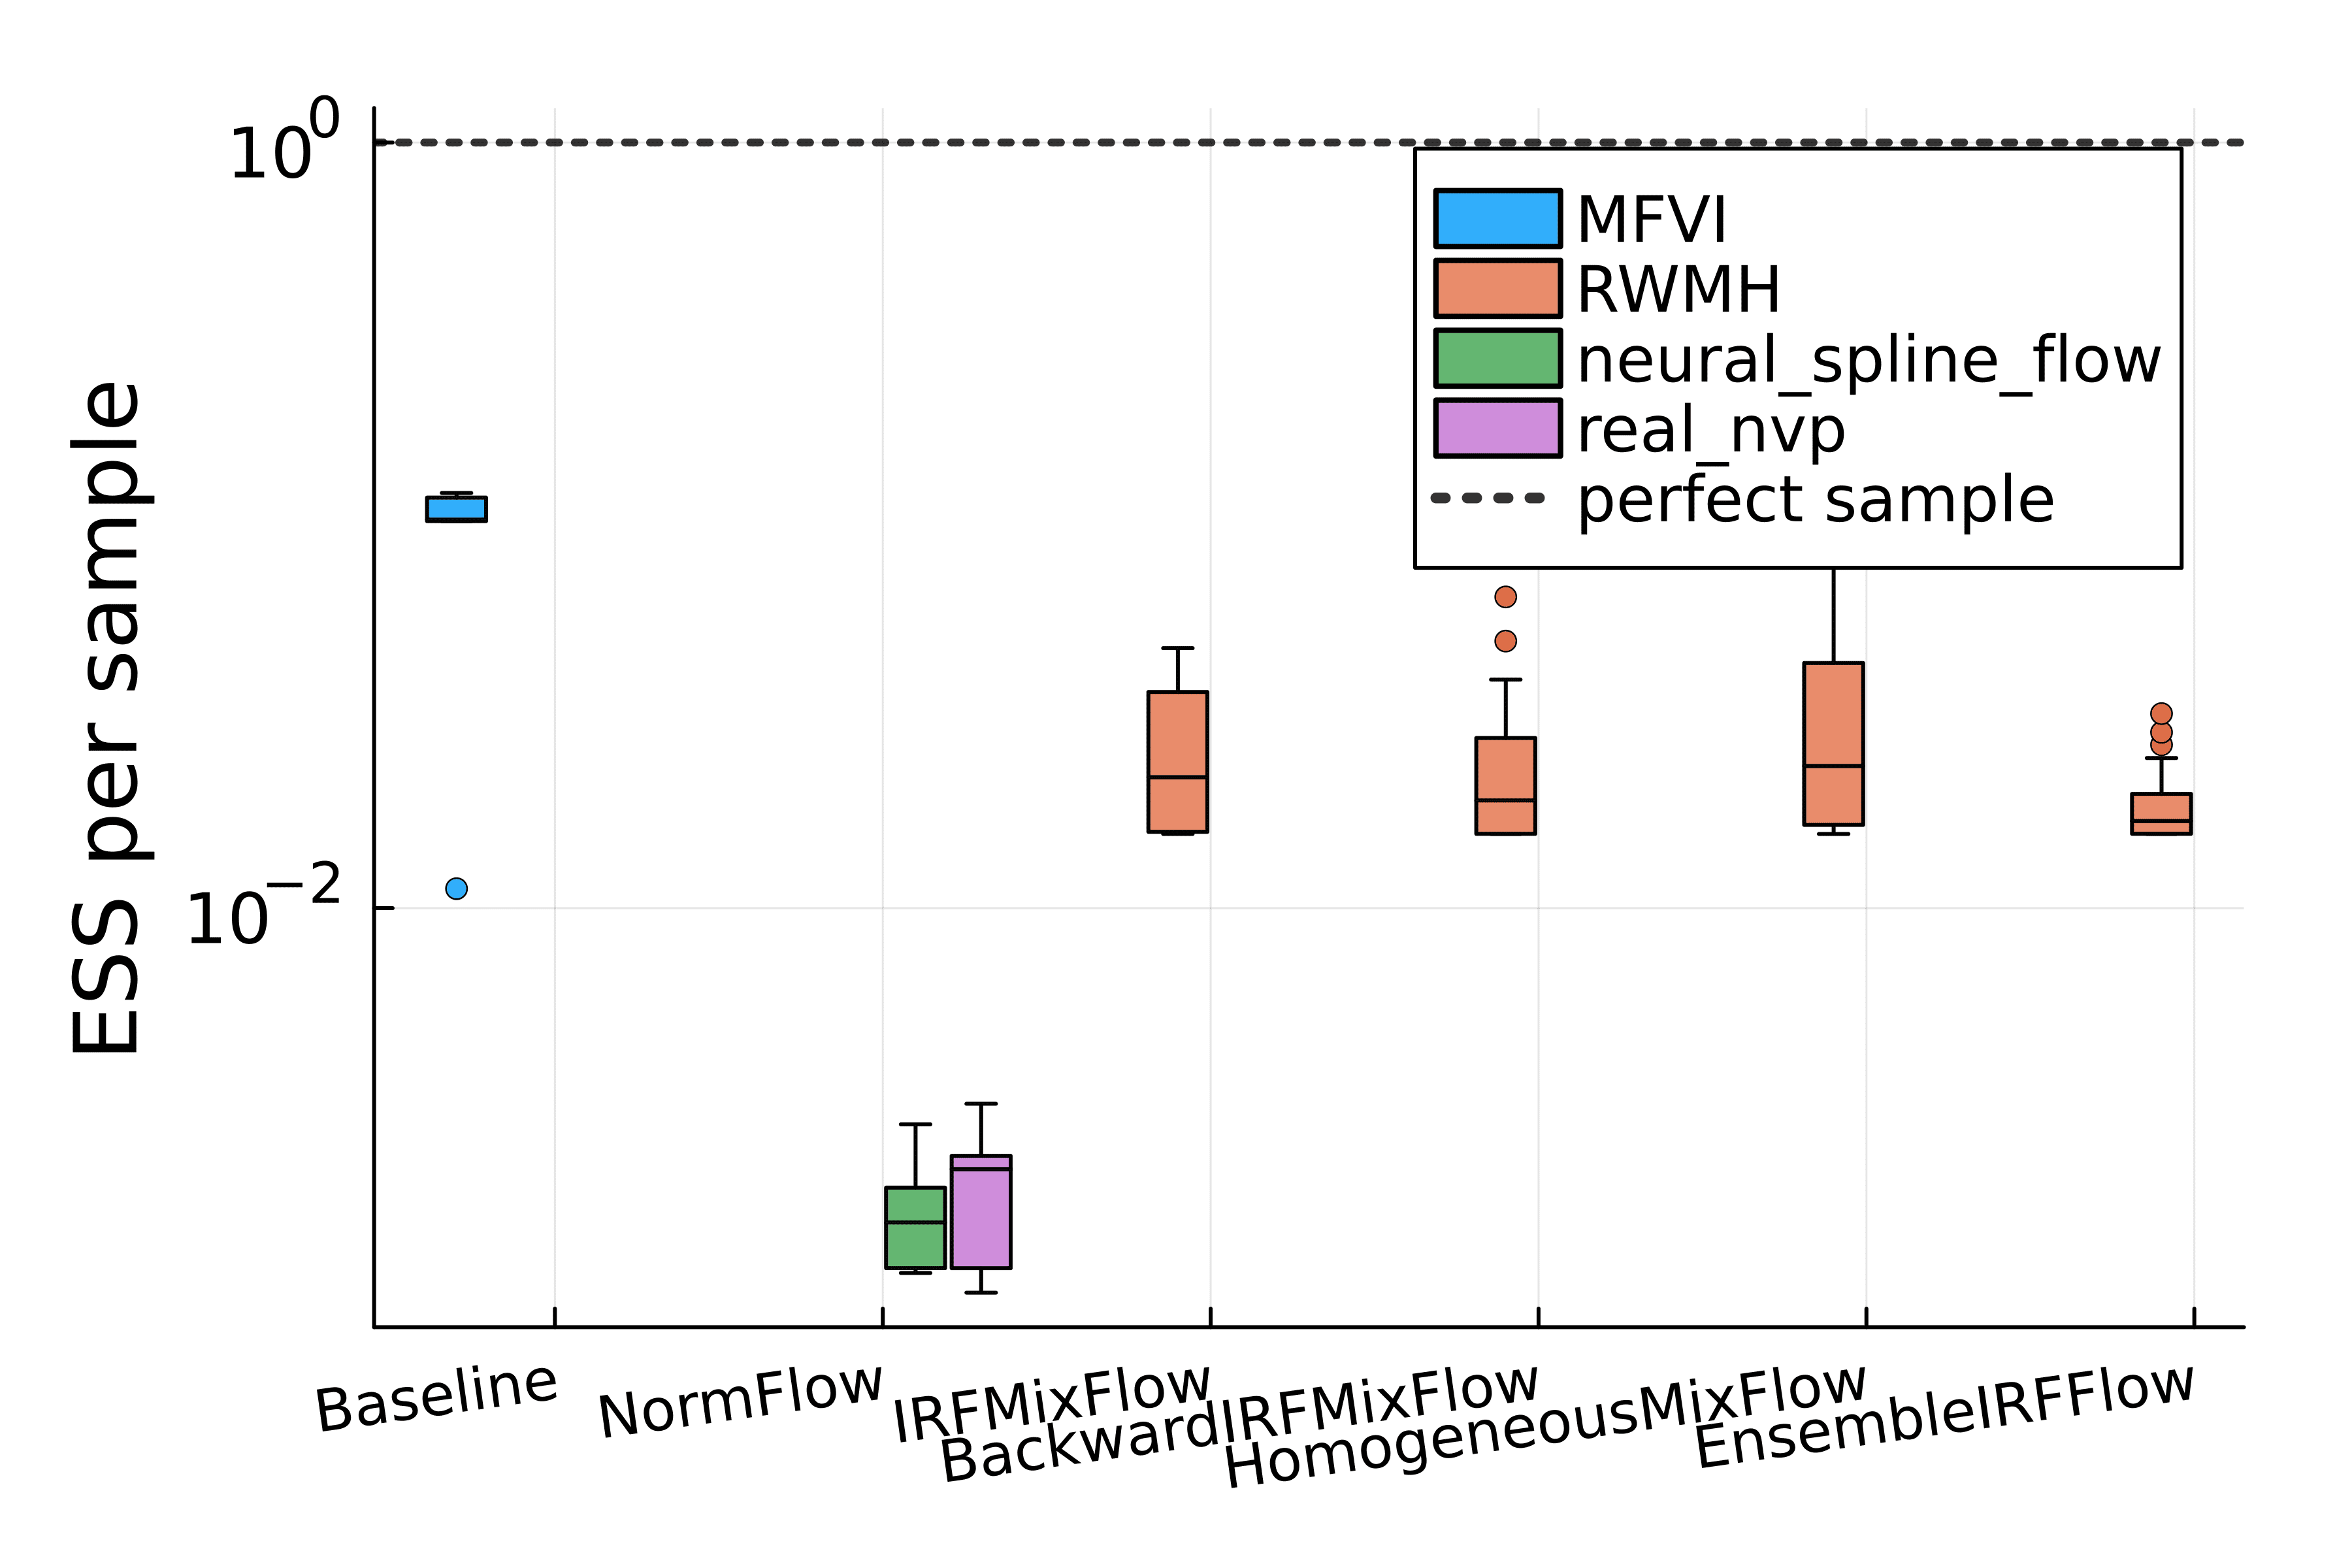 10^0
10^−2
ESS per sample
MFVI
RWMH
neural_spline_flow
real_nvp
perfect sample
Baseline
NormFlow
IRFMixFlow
BackwardIRFMixFlow
HomogeneousMixFlow
EnsembleIRFFlow